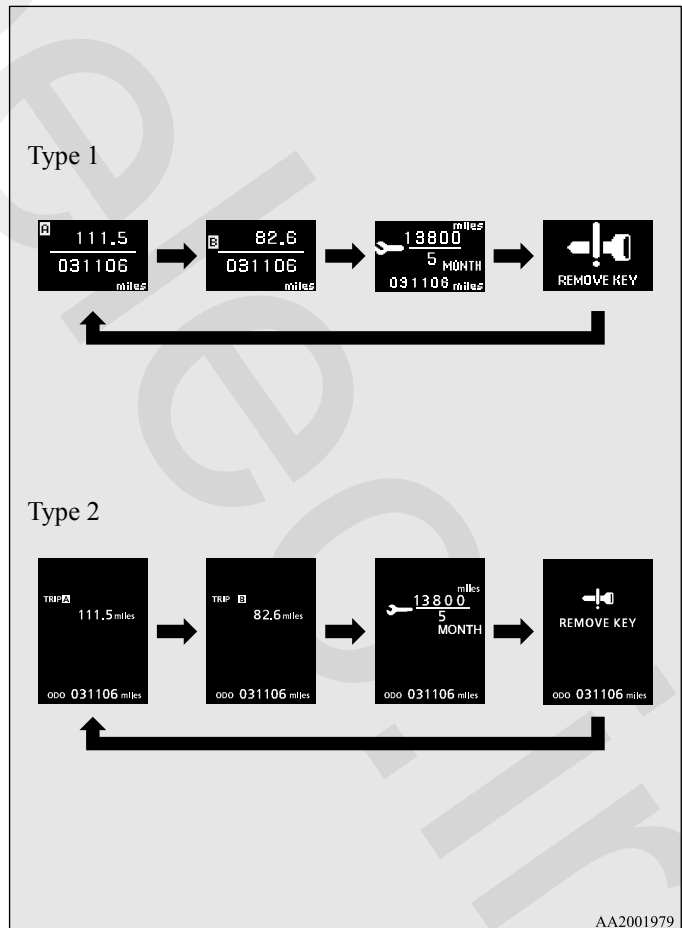 Type 1
A 111.5
031106
miles
B 82.6
031106
miles
miles
13800
5 MONTH
031106 miles
REMOVE KEY
Type 2
TRIP A
111.5 miles
ODO 031106 miles
TRIP B
82.6 miles
ODO 031106 miles
miles
13800
5
MONTH
ODO 031106 miles
REMOVE KEY
ODO 031106 miles
AA2001979